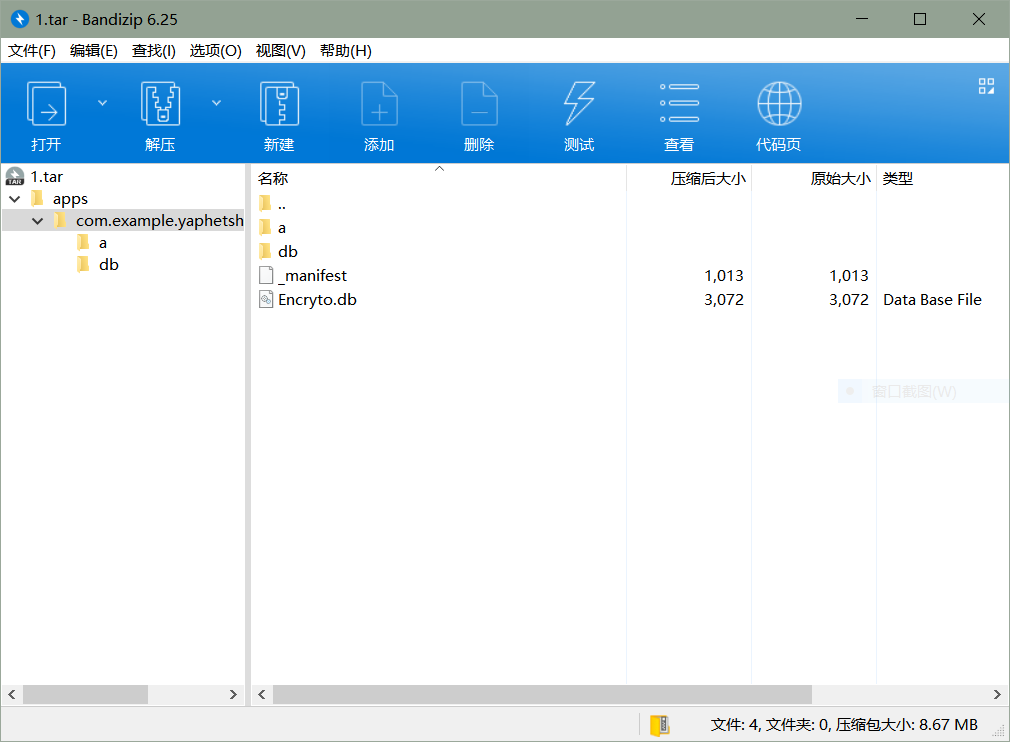 1.tar - Bandizip 6.25
文件(F) 编辑(E) 查找(I) 选项(O) 视图(V) 帮助(H)
打开 解压 新建 添加 删除 测试 查看 代码页
TAR 1.tar
apps
com.example.yaphetsh
a
db
名称 压缩后大小 原始大小 类型
..
a
db
_manifest 1,013 1,013
Encryto.db 3,072 3,072 Data Base File
窗口截图(W)
文件: 4, 文件夹: 0, 压缩包大小: 8.67 MB